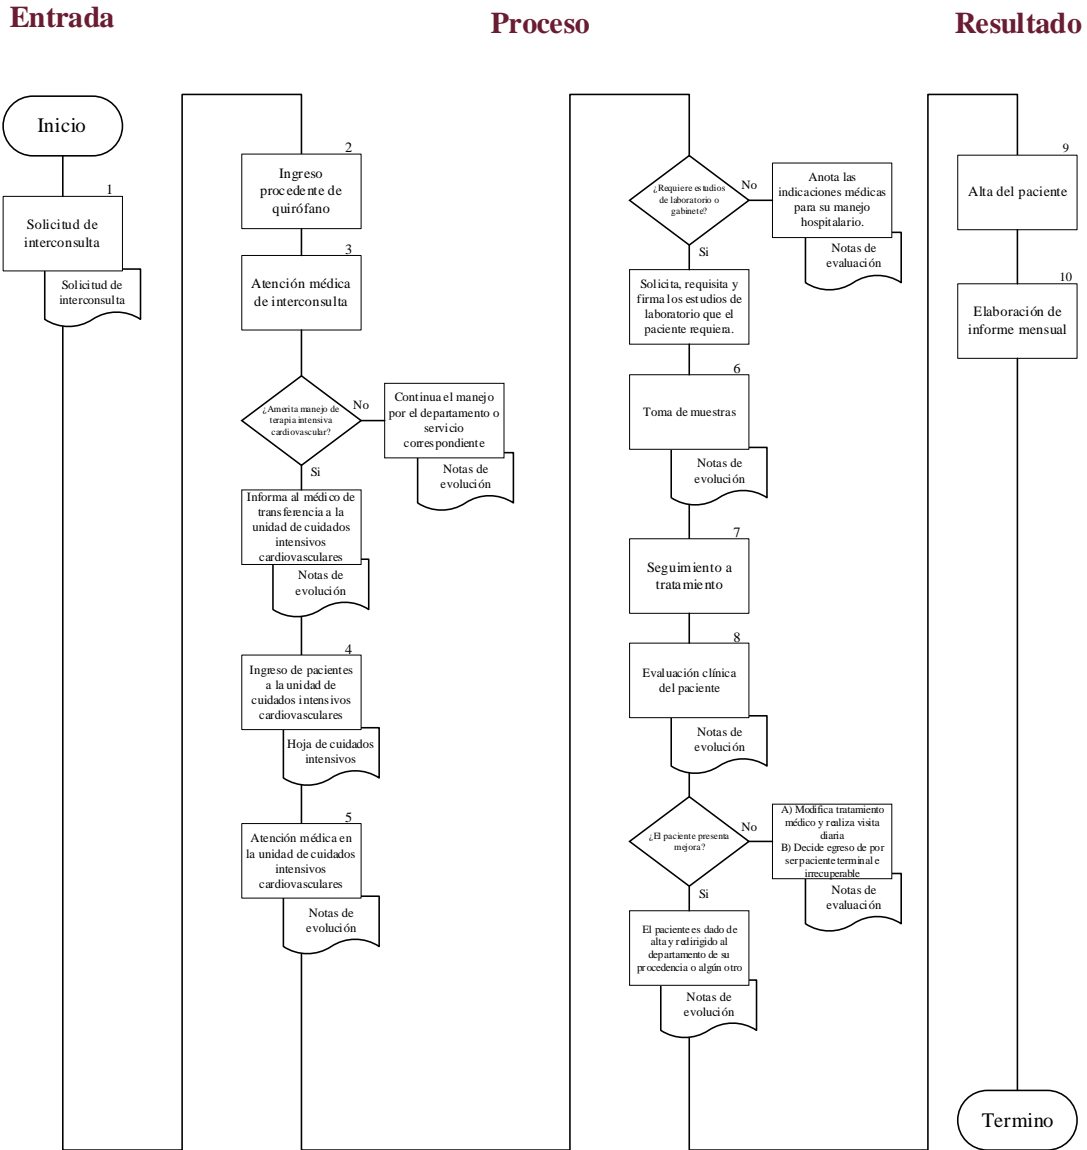 Entrada
Proceso
Resultado
Inicio
1
Solicitud de
interconsulta
Solicitud de
interconsulta
2
Ingreso
procedente de
quirófano
3
Atención médica
de interconsulta
¿Amerita manejo de
terapia intensiva
cardiovascular?
No
Continua el manejo
por el departamento o
servicio
correspondiente
Notas de
evolución
Si
Informa al médico de
transferencia a la
unidad de cuidados
intensivos
cardiovasculares
Notas de
evolución
4
Ingreso de pacientes
a la unidad de
cuidados intensivos
cardiovasculares
Hoja de cuidados
intensivos
5
Atención médica en
la unidad de cuidados
intensivos
cardiovasculares
Notas de
evolución
¿Requiere estudios
de laboratorio o
gabinete?
No
Anota las
indicaciones médicas
para su manejo
hospitalario.
Notas de
evaluación
Si
Solicita, requisita y
firma los estudios de
laboratorio que el
paciente requiera.
6
Toma de muestras
Notas de
evolución
7
Seguimiento a
tratamiento
8
Evaluación clínica
del paciente
Notas de
evolución
¿El paciente presenta
mejora?
No
A) Modifica tratamiento
médico y realiza visita
diaria
B) Decide egreso de por
ser paciente terminal e
irrecuperable
Notas de
evaluación
Si
El paciente es dado de
alta y redirigido al
departamento de su
procedencia o algún otro
Notas de
evolución
9
Alta del paciente
10
Elaboración de
informe mensual
Termino